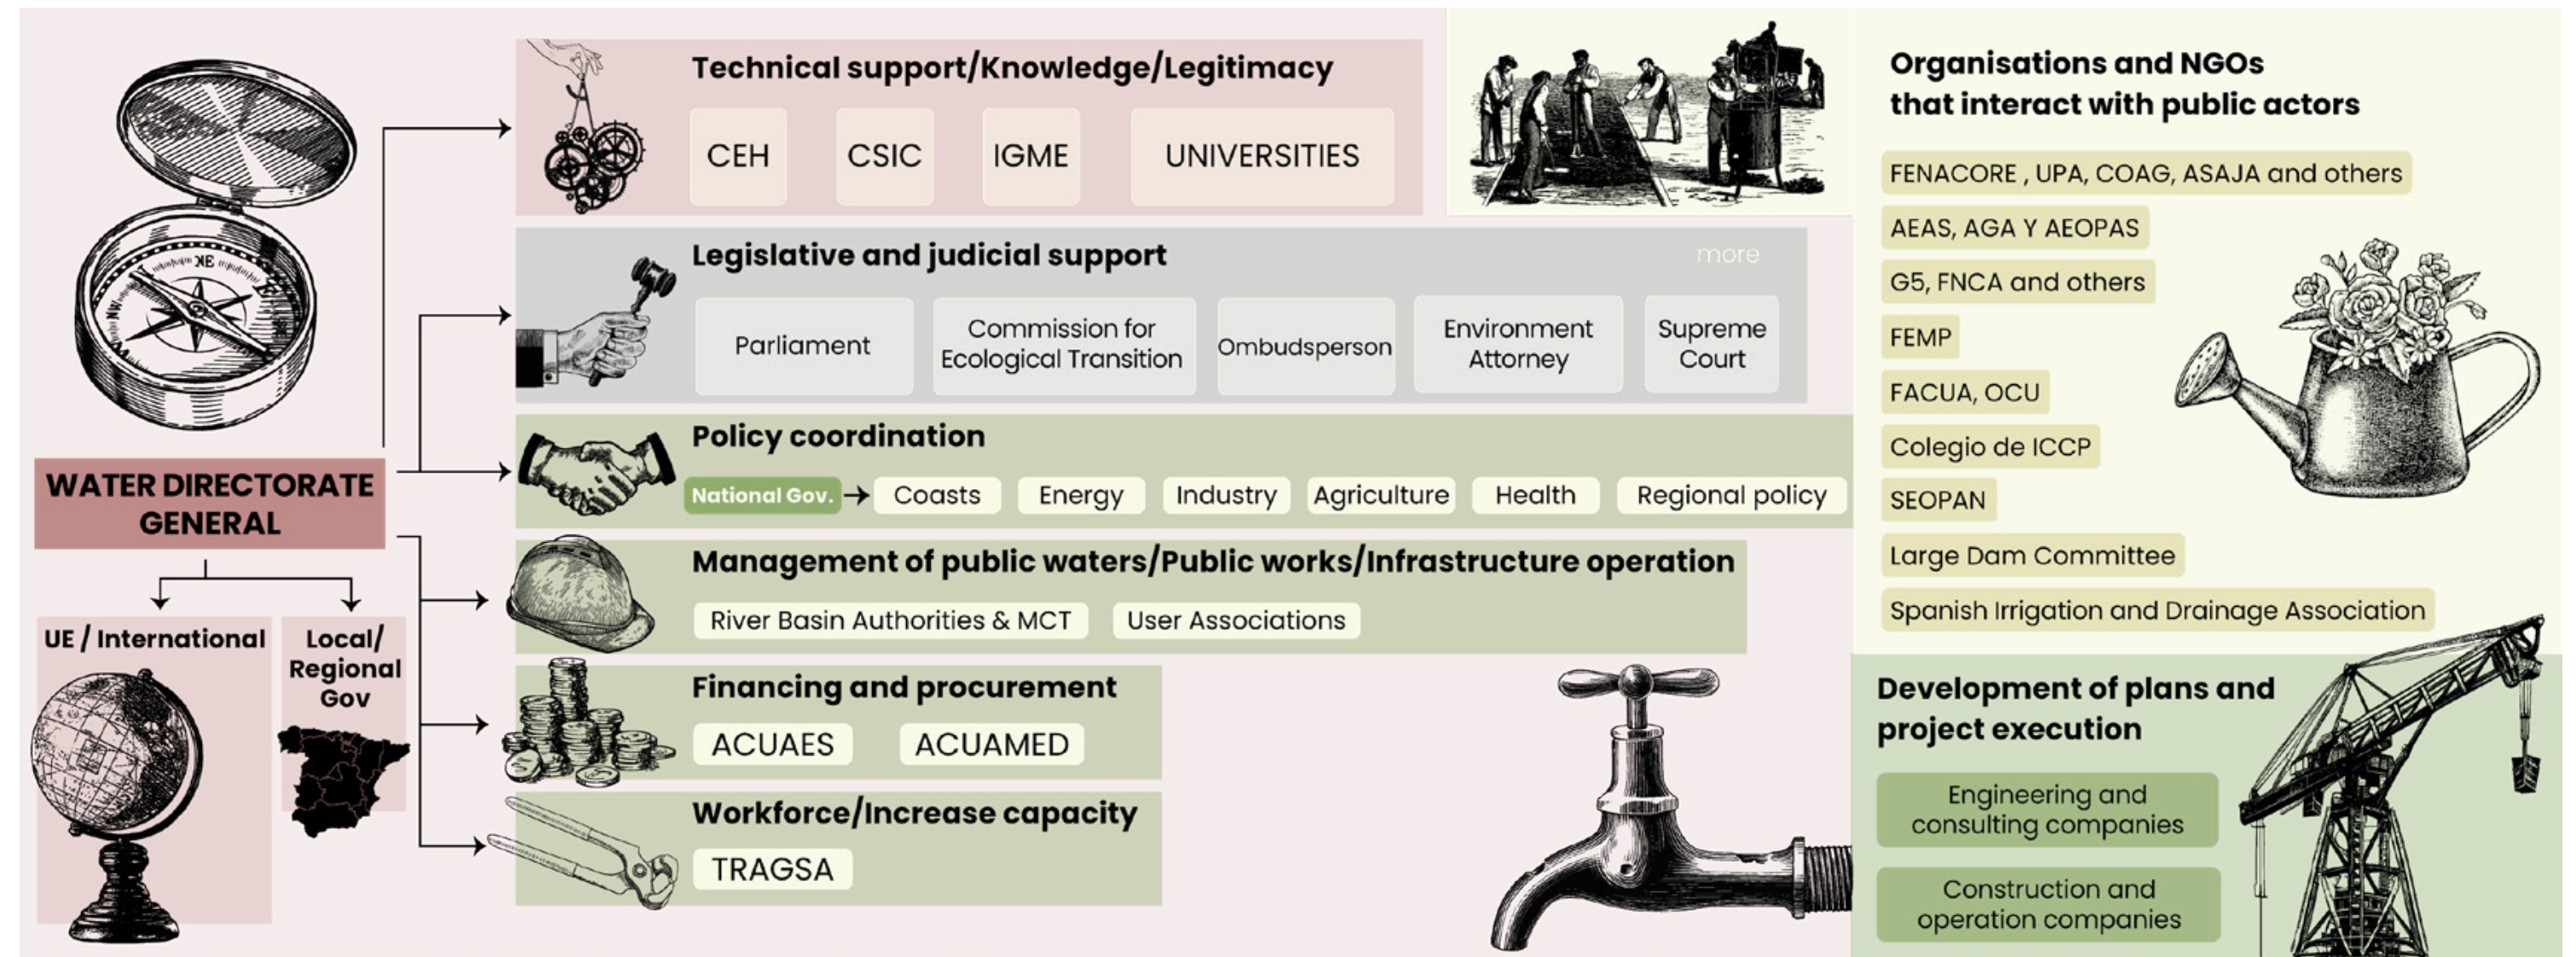 Technical support/Knowledge/Legitimacy
CEH
CSIC
IGME
UNIVERSITIES
Legislative and judicial support
more
Parliament
Commission for
Ecological Transition
Ombudsperson
Environment
Attorney
Supreme
Court
Policy coordination
National Gov.
Coasts
Energy
Industry
Agriculture
Health
Regional policy
WATER DIRECTORATE
GENERAL
Management of public waters/Public works/Infrastructure operation
River Basin Authorities & MCT
User Associations
UE / International
Local/
Regional
Gov
Financing and procurement
ACUAES
ACUAMED
Workforce/Increase capacity
TRAGSA
Organisations and NGOs
that interact with public actors
FENACORE , UPA, COAG, ASAJA and others
AEAS, AGA Y AEOPAS
G5, FNCA and others
FEMP
FACUA, OCU
Colegio de ICCP
SEOPAN
Large Dam Committee
Spanish Irrigation and Drainage Association
Development of plans and
project execution
Engineering and
consulting companies
Construction and
operation companies
NE